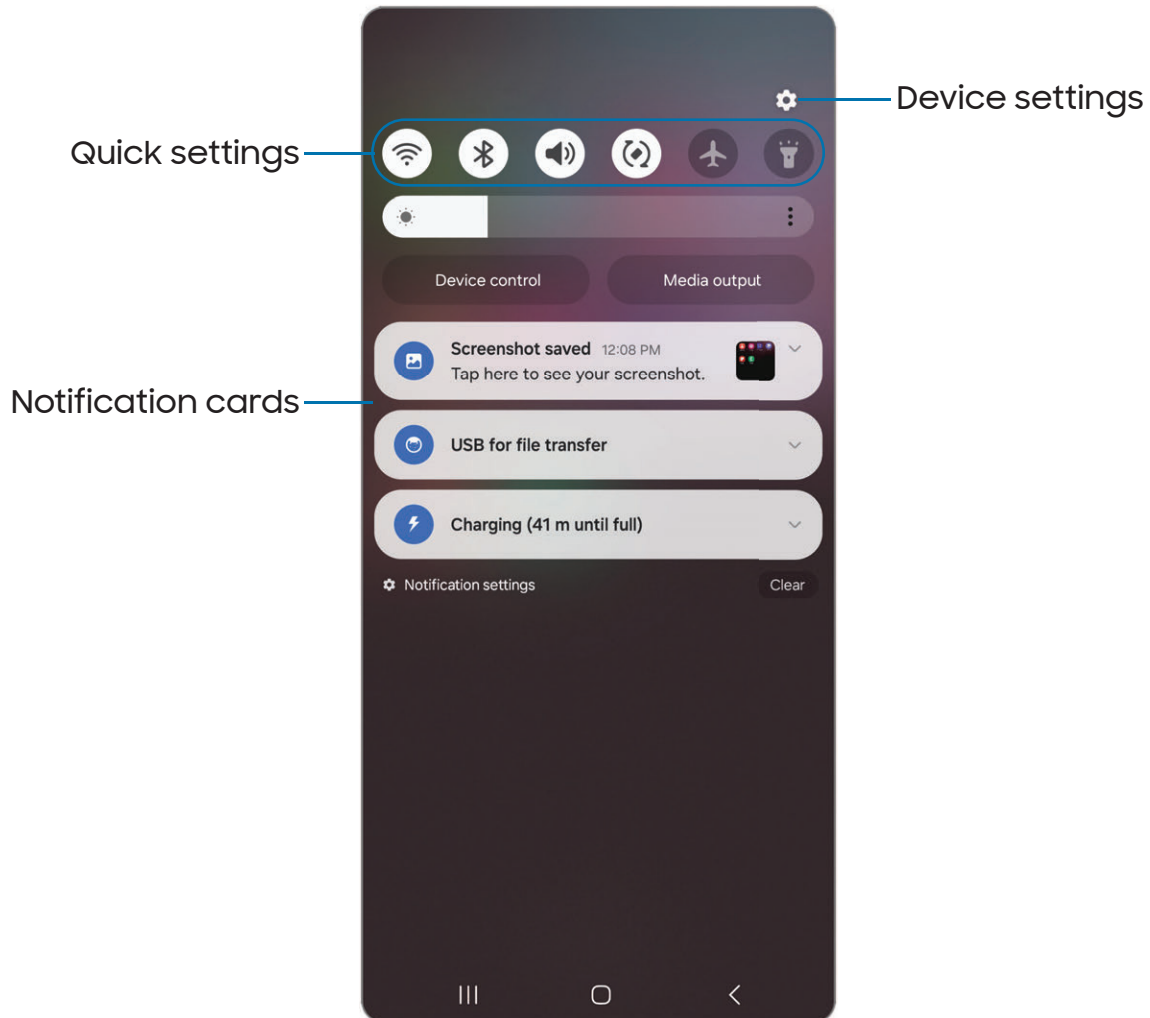 Device settings
Quick settings
Device control
Media output
Screenshot saved 12:08 PM
Tap here to see your screenshot.
Notification cards
USB for file transfer
Charging (41 m until full)
Notification settings
Clear